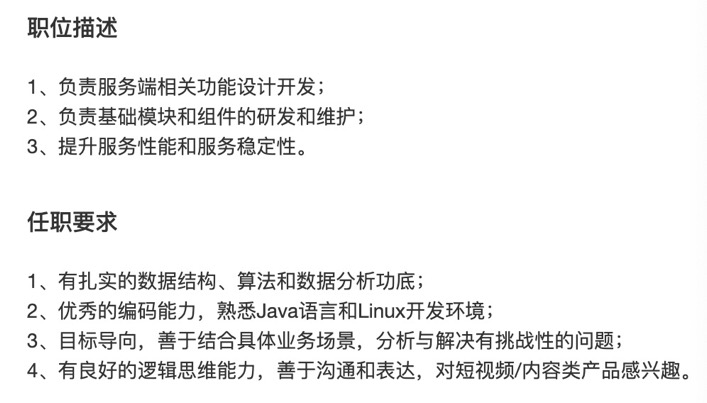 职位描述
1、负责服务端相关功能设计开发；
2、负责基础模块和组件的研发和维护；
3、提升服务性能和服务稳定性。
任职要求
1、有扎实的数据结构、算法和数据分析功底；
2、优秀的编码能力，熟悉Java语言和Linux开发环境；
3、目标导向，善于结合具体业务场景，分析与解决有挑战性的问题；
4、有良好的逻辑思维能力，善于沟通和表达，对短视频/内容类产品感兴趣。